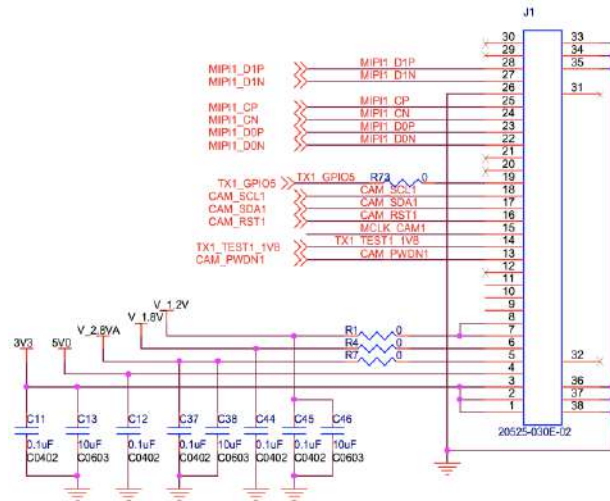 J1
30 33
29 34
MIPI1_D1P MIPI1_D1P 28 35
MIPI1_D1N MIPI1_D1N 27
26 31
MIPI1_CP MIPI1_CP 25
MIPI1_CN MIPI1_CN 24
MIPI1_D0P MIPI1_D0P 23
MIPI1_D0N MIPI1_D0N 22
21
20
TX1_GPIO5 TX1_GPIO5 R73 0 19
CAM_SCL1 CAM_SCL1 18
CAM_SDA1 CAM_SDA1 17
CAM_RST1 CAM_RST1 16
MCLK_CAM1 15
TX1_TEST1_1V8 TX1_TEST1_1V8 14
CAM_PWDN1 CAM_PWDN1 13
12
11
10
9
V_1.2V 8
V_1.8V R1 0 7
3V3 5V0 V_2.8VA R4 0 6
R7 0 5 32
4
3 36
2 37
1 38
20525-030E-02
C11 C13 C12 C37 C38 C44 C45 C46
0.1uF 10uF 0.1uF 0.1uF 10uF 0.1uF 0.1uF 10uF
C0402 C0603 C0402 C0402 C0603 C0402 C0402 C0603